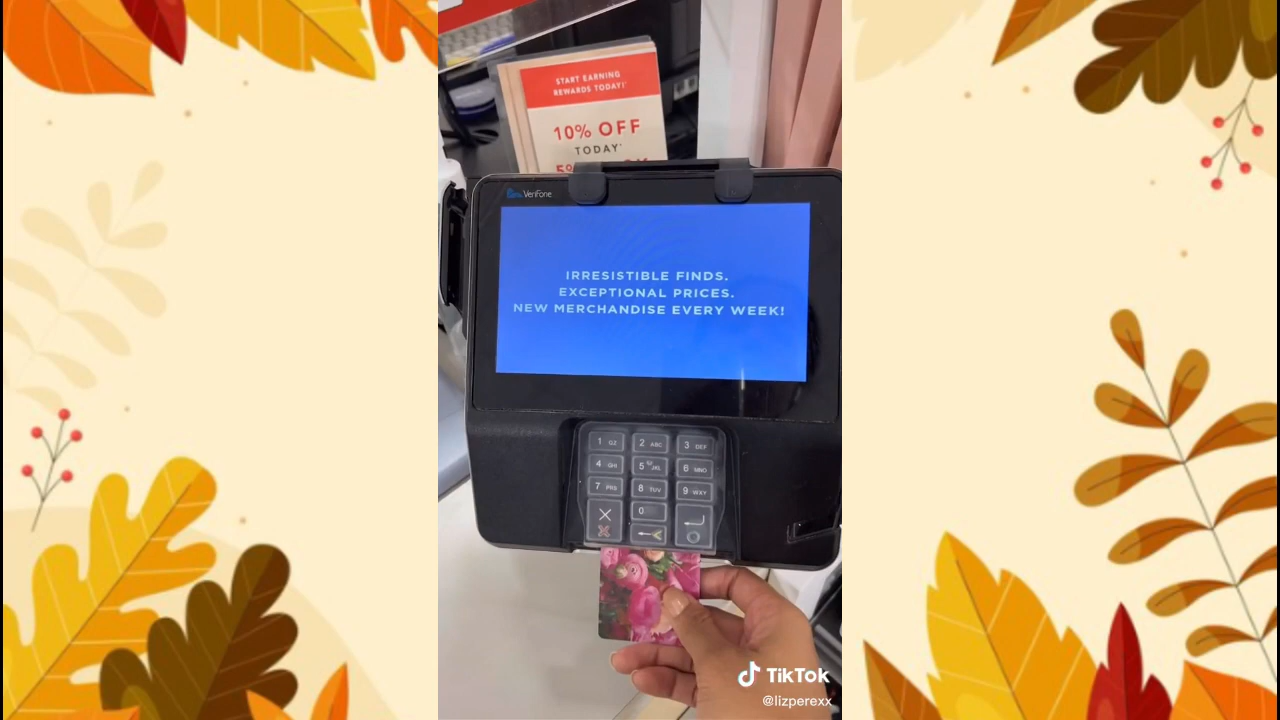 START EARNING
REWARDS TODAY!
10% OFF
TODAY*
VeriFone
IRRESISTIBLE FINDS.
EXCEPTIONAL PRICES.
NEW MERCHANDISE EVERY WEEK!
1 QZ 2 ABC 3 DEF
4 GHI 5 JKL 6 MNO
7 PRS 8 TUV 9 WXY
0
TikTok
@lizperexx